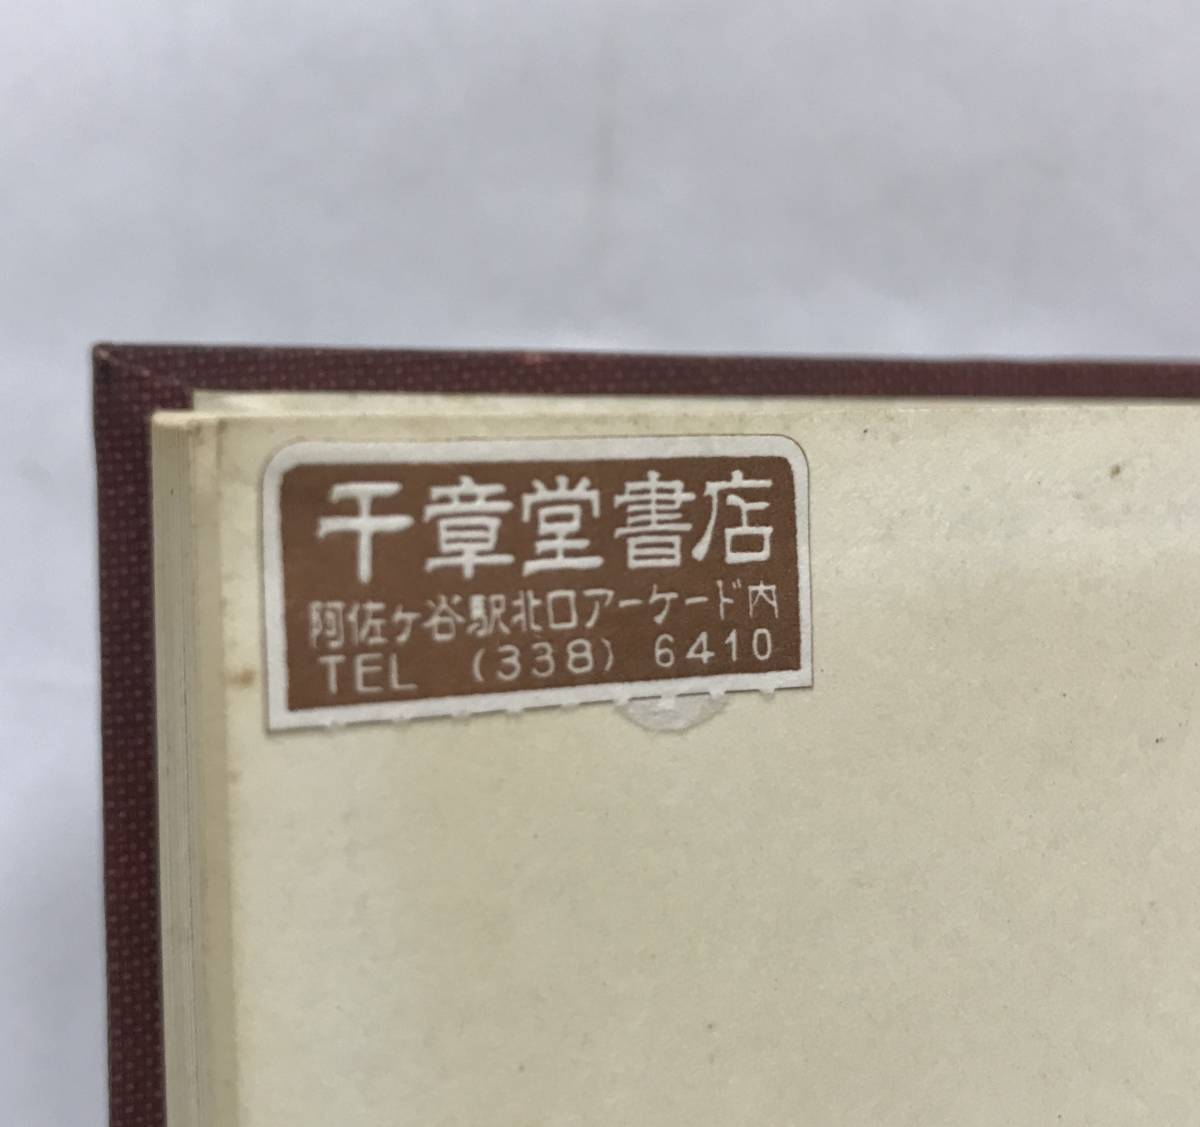 千章堂書店
阿佐ヶ谷駅北口アーケード内
TEL (338) 6410